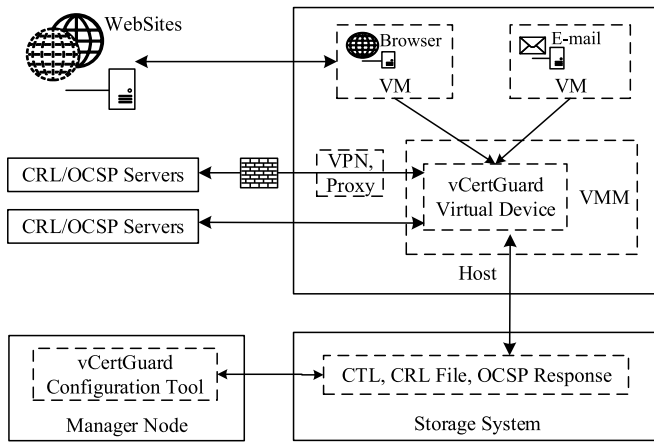 WebSites
Browser
VM
E-mail
VM
CRL/OCSP Servers
VPN,
Proxy
vCertGuard
Virtual Device
VMM
CRL/OCSP Servers
Host
vCertGuard
Configuration Tool
Manager Node
CTL, CRL File, OCSP Response
Storage System